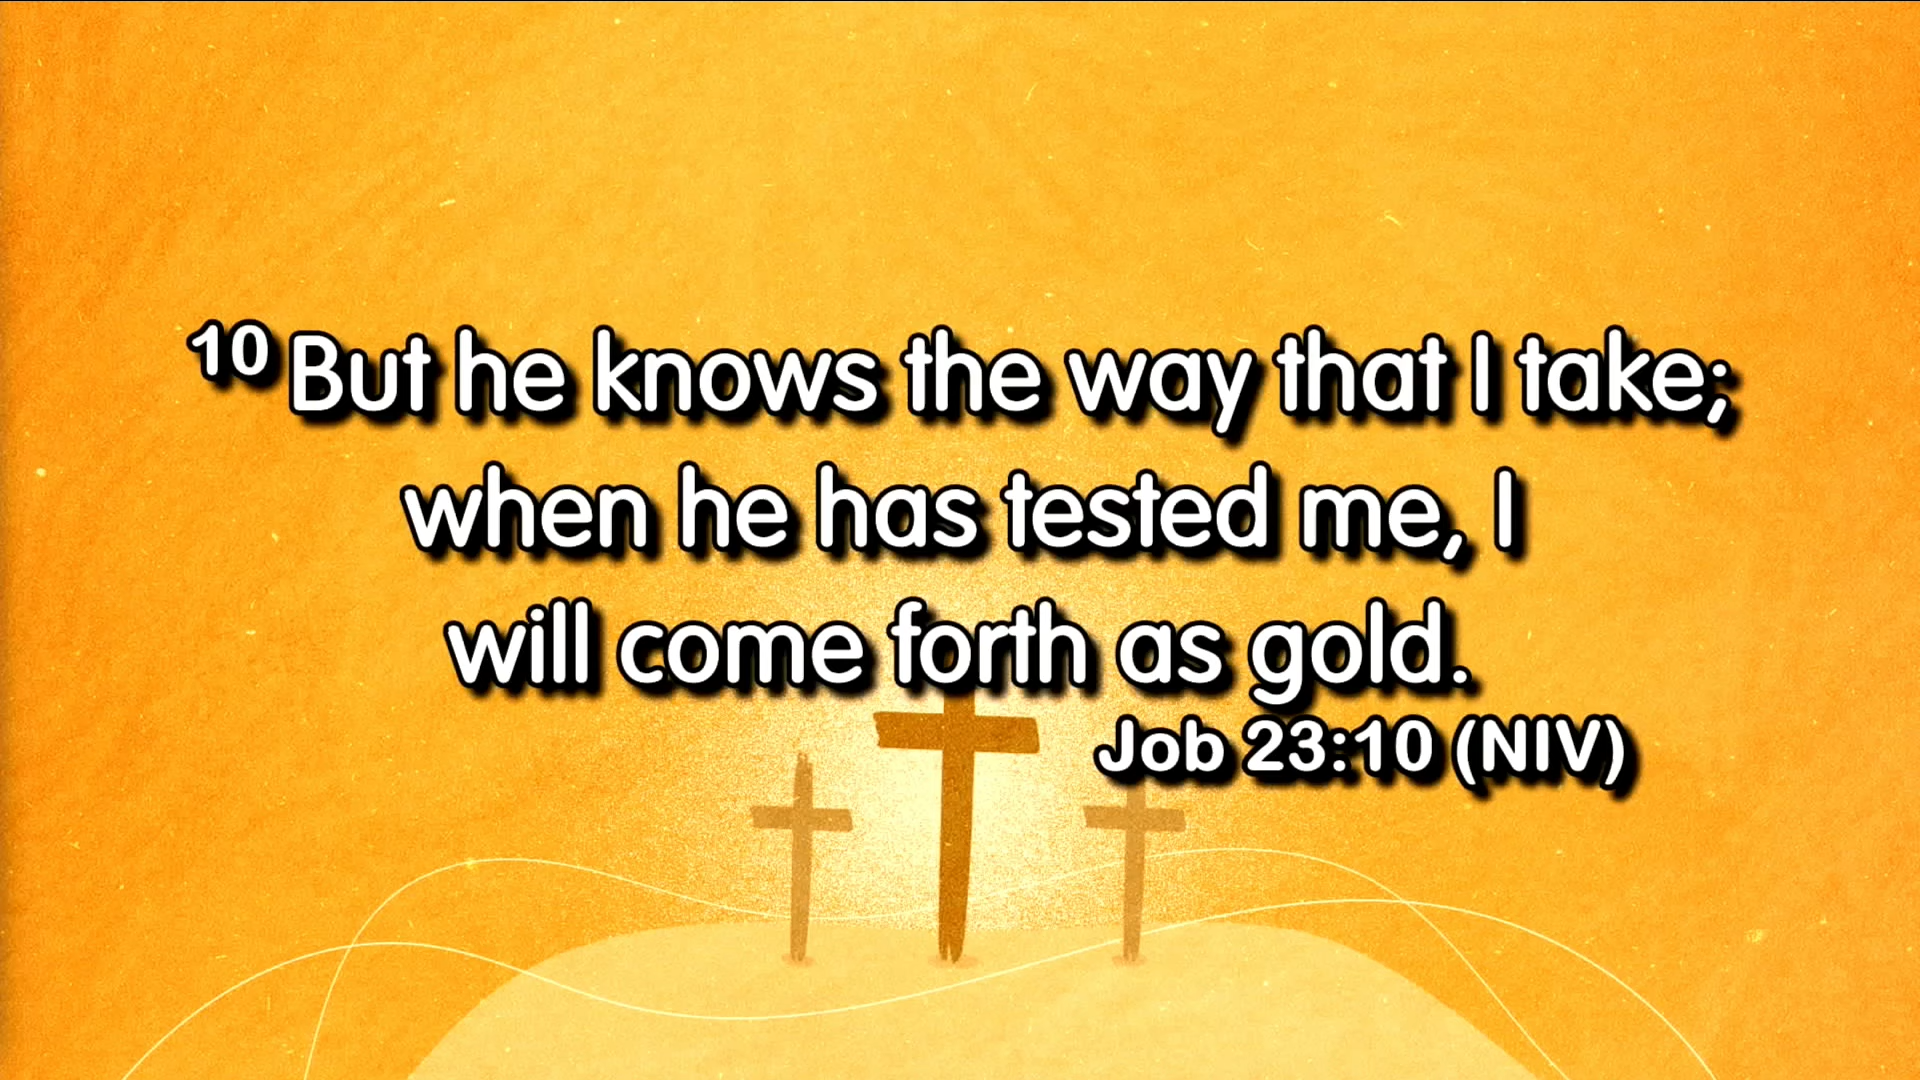 10 But he knows the way that I take;
when he has tested me, I
will come forth as gold.
Job 23:10 (NIV)